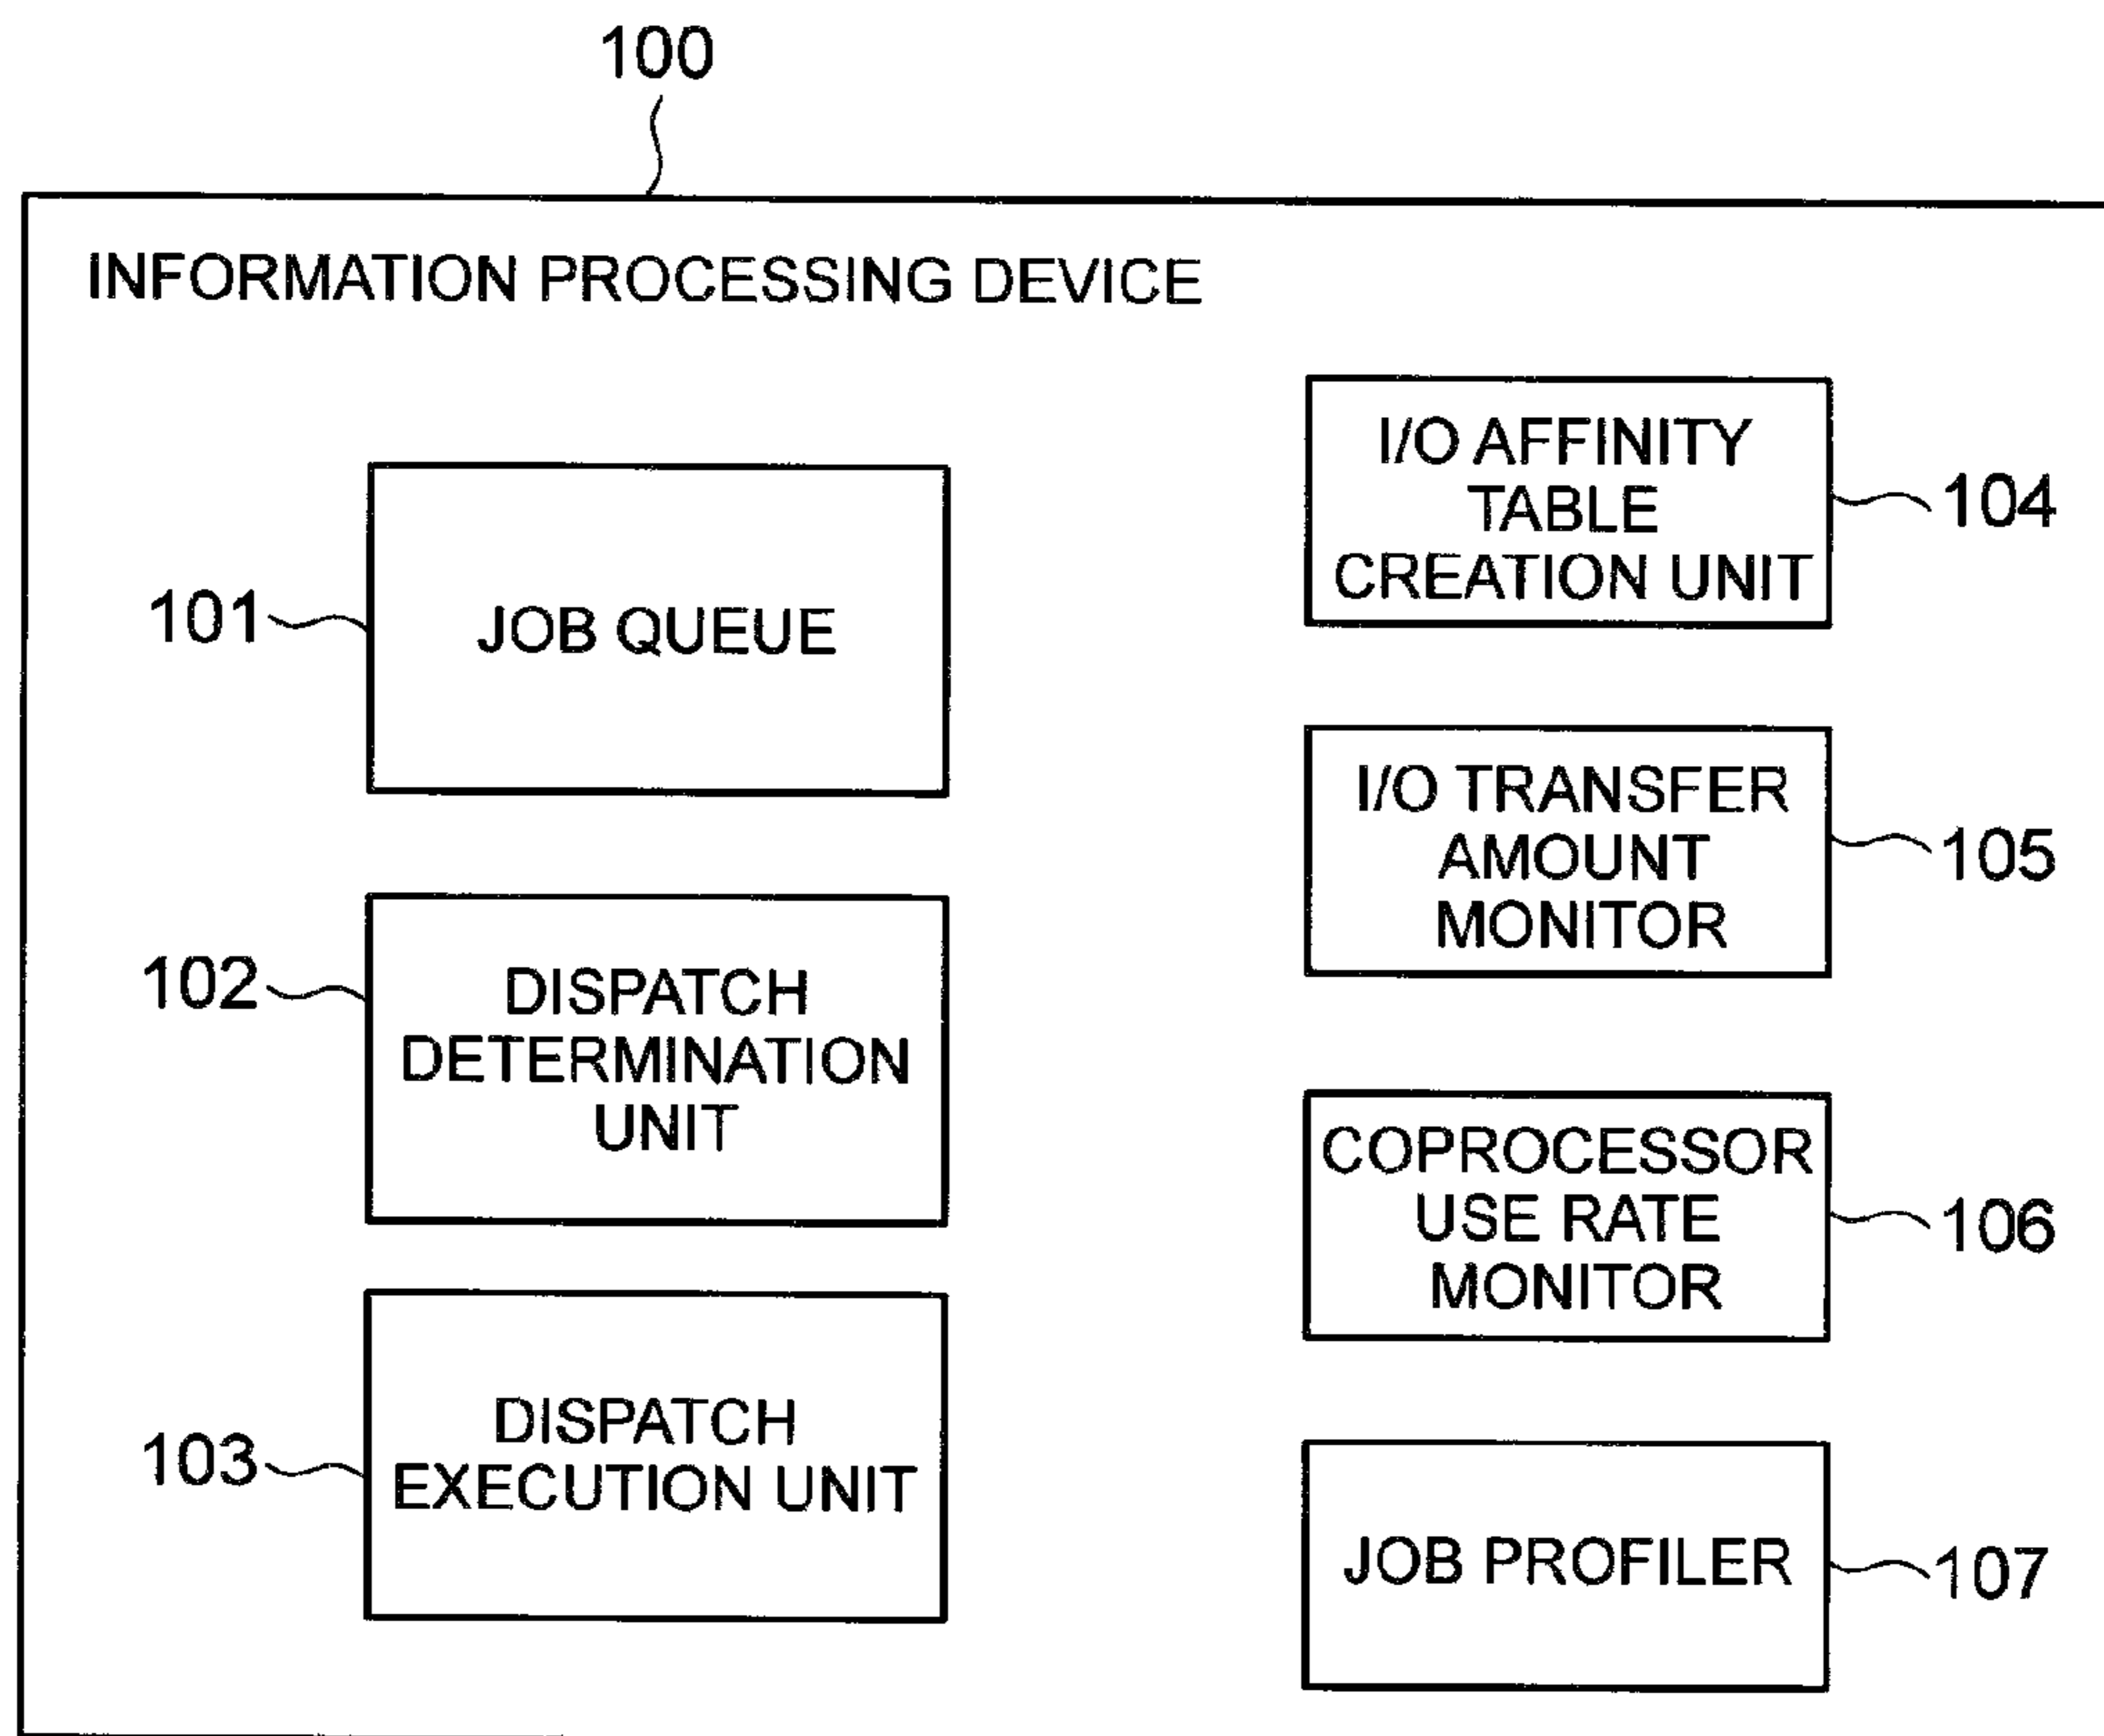 100
INFORMATION PROCESSING DEVICE
101
JOB QUEUE
102
DISPATCH
DETERMINATION
UNIT
103
DISPATCH
EXECUTION UNIT
I/O AFFINITY
TABLE
CREATION UNIT
104
I/O TRANSFER
AMOUNT
MONITOR
105
COPROCESSOR
USE RATE
MONITOR
106
JOB PROFILER
107